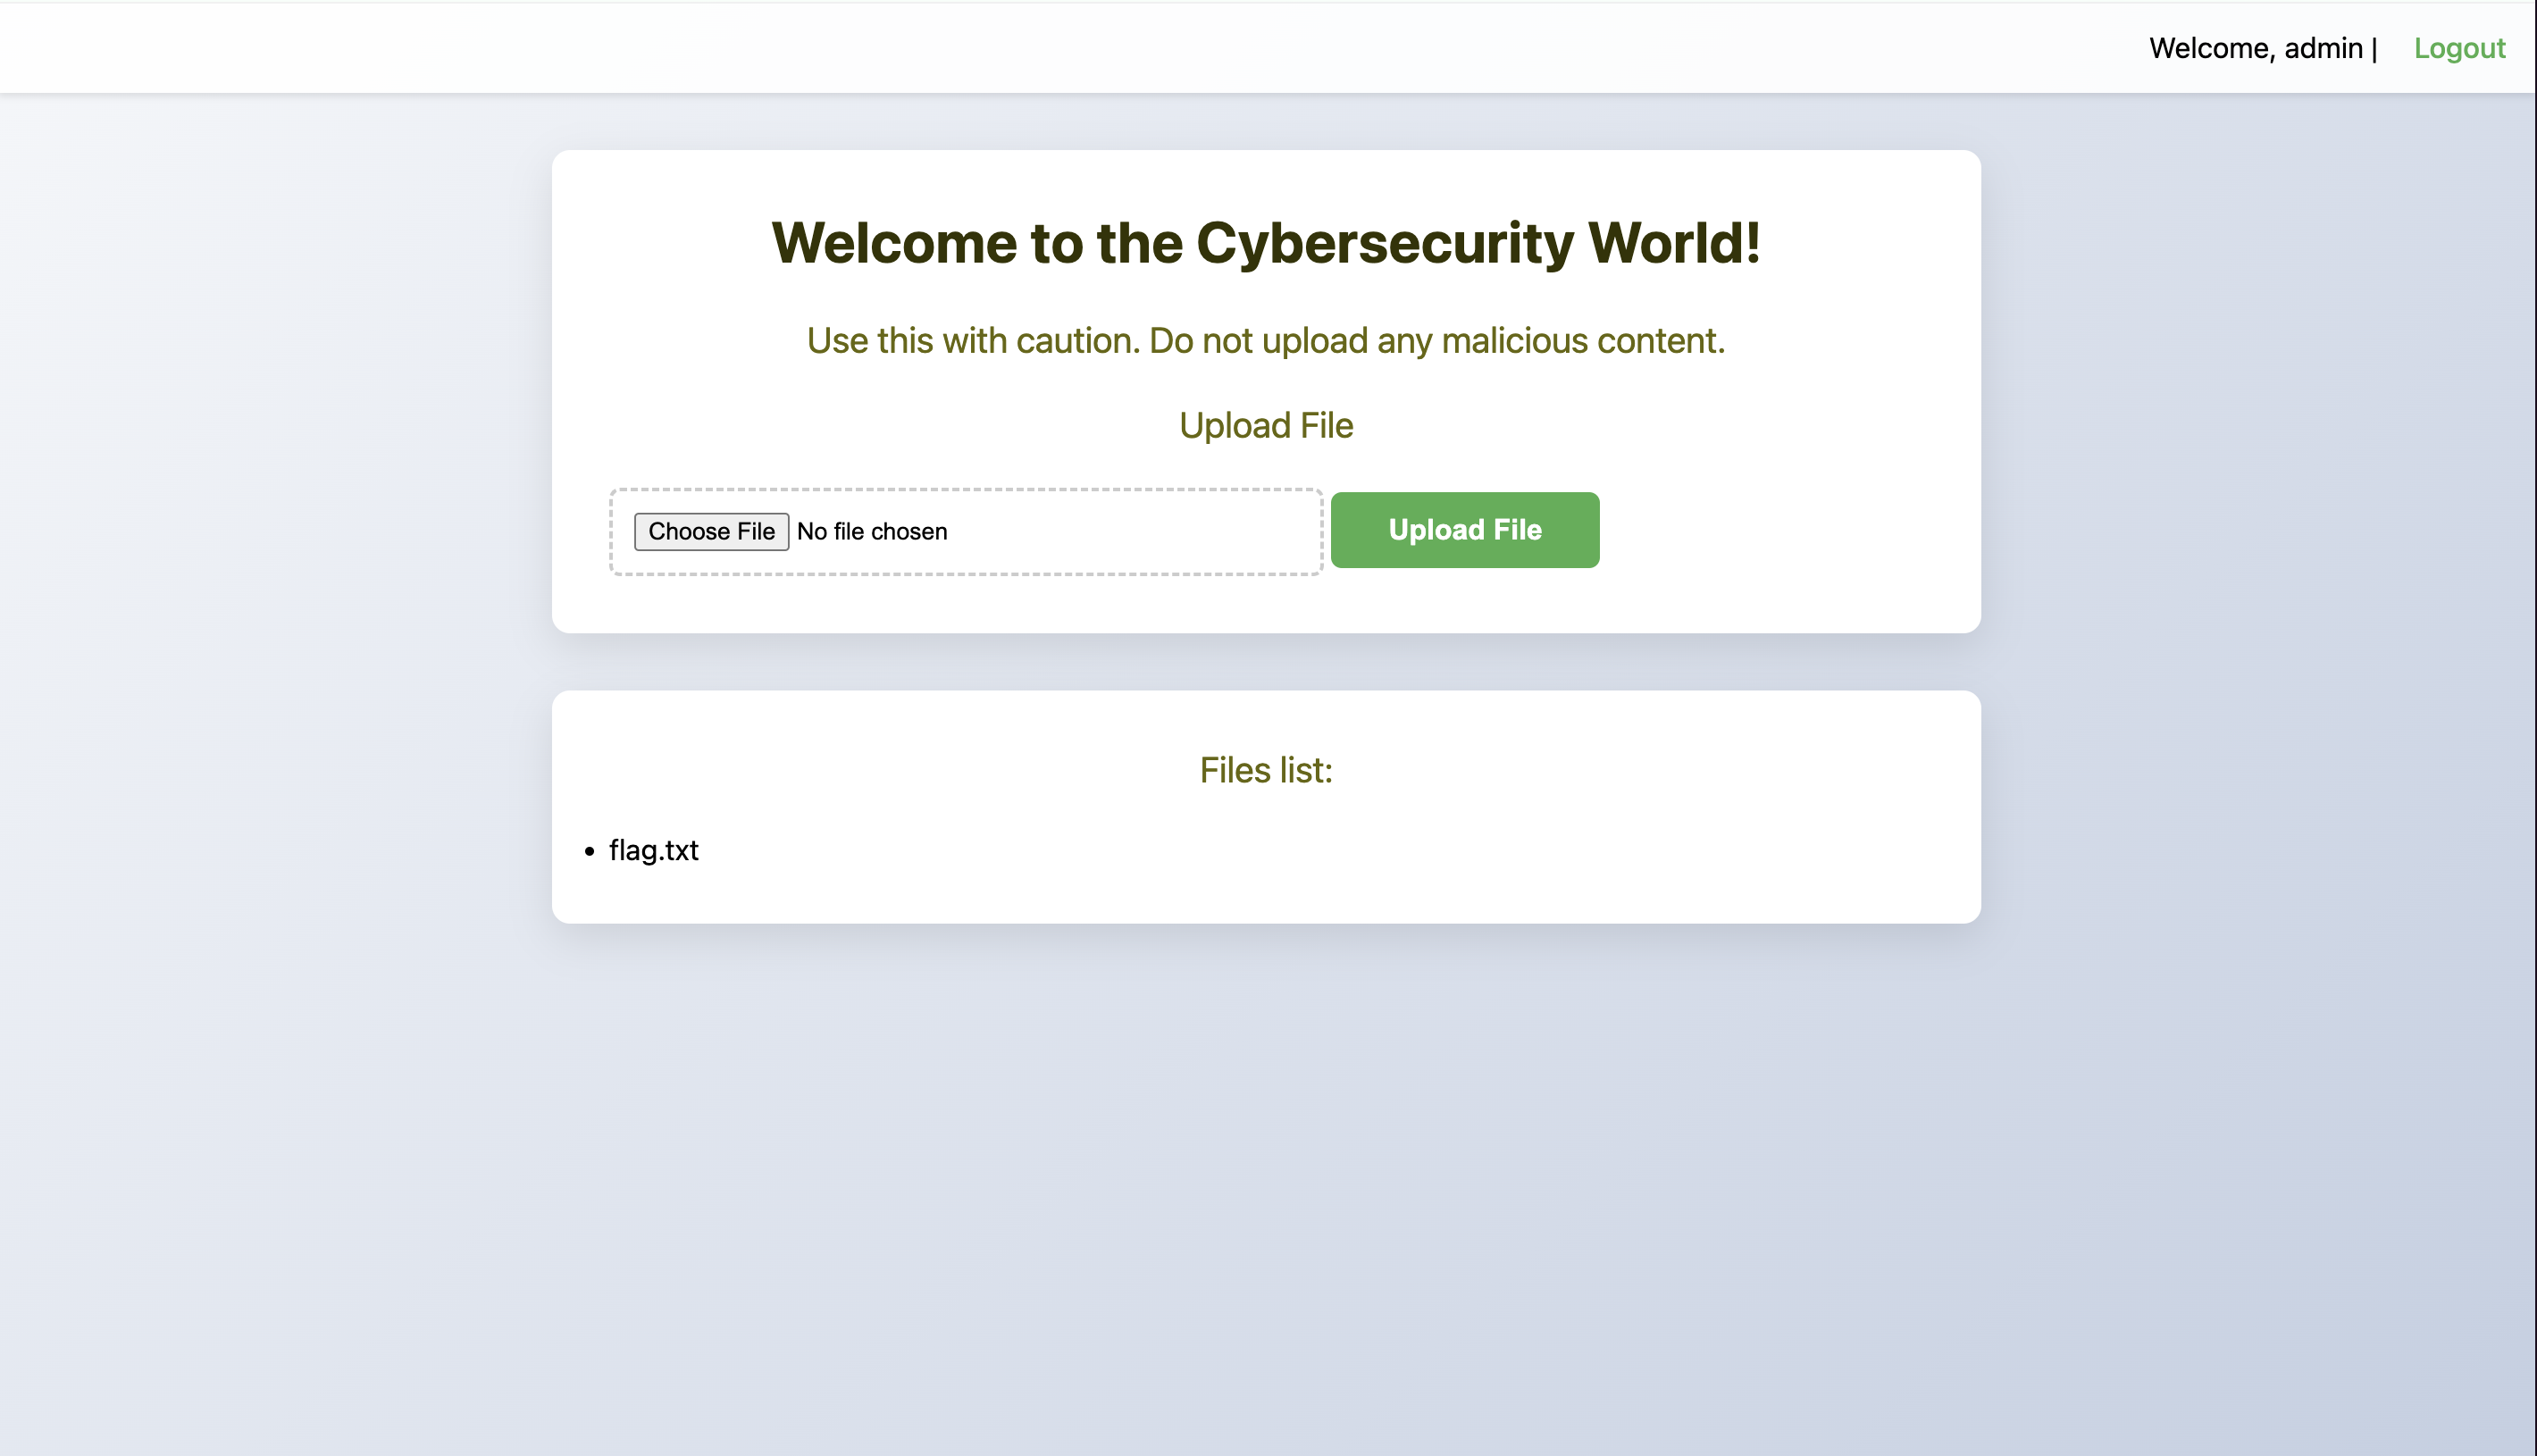 Welcome, admin | Logout
Welcome to the Cybersecurity World!
Use this with caution. Do not upload any malicious content.
Upload File
Choose File No file chosen Upload File
Files list:
• flag.txt